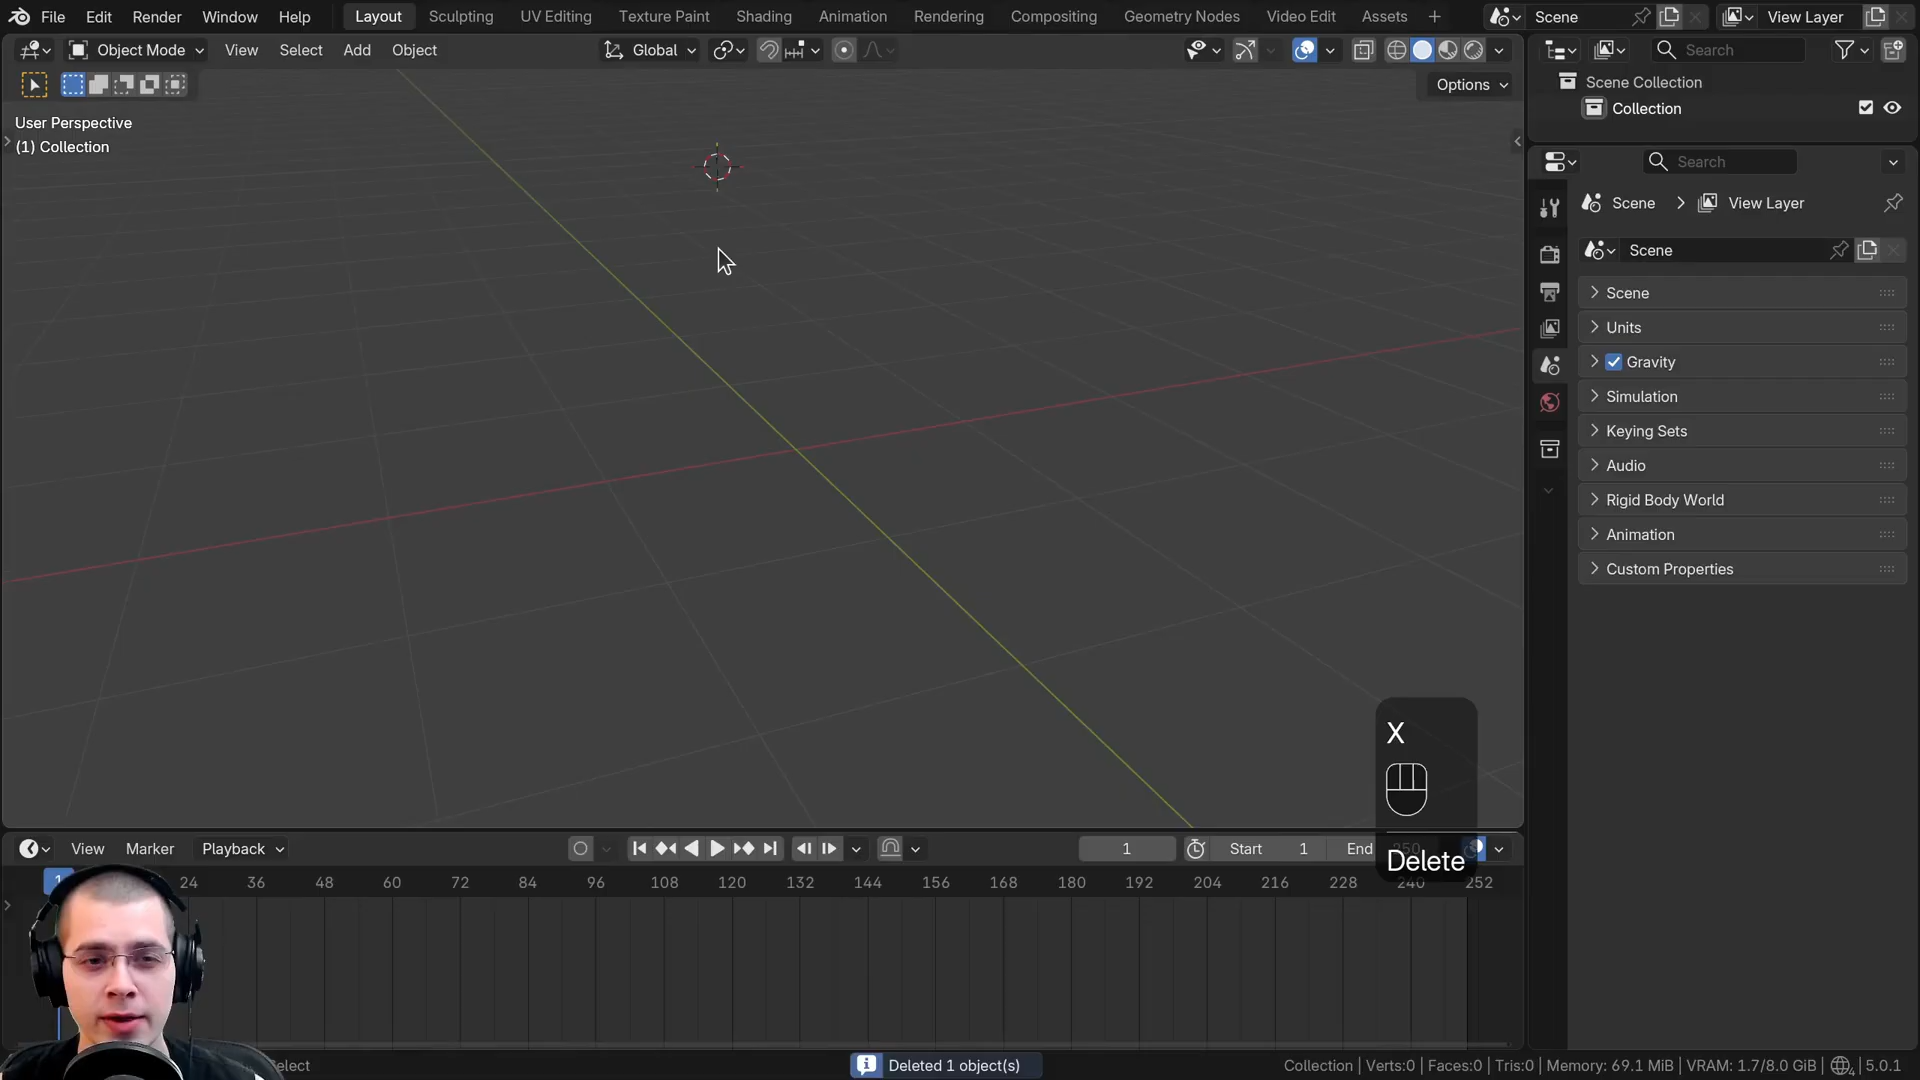 File Edit Render Window Help Layout Sculpting UV Editing Texture Paint Shading Animation Rendering Compositing Geometry Nodes Video Edit Assets + Scene View Layer
Object Mode View Select Add Object Global Search
Options
Scene Collection
Collection
User Perspective
(1) Collection
Search
Scene > View Layer
Scene
Scene
Units
Gravity
Simulation
Keying Sets
Audio
Rigid Body World
Animation
Custom Properties
X
Delete
View Marker Playback 1 Start 1 End
1 24 36 48 60 72 84 96 108 120 132 144 156 168 180 192 204 216 228 240 252
Deleted 1 object(s)
Collection | Verts:0 | Faces:0 | Tris:0 | Memory: 69.1 MiB | VRAM: 1.7/8.0 GiB | 5.0.1